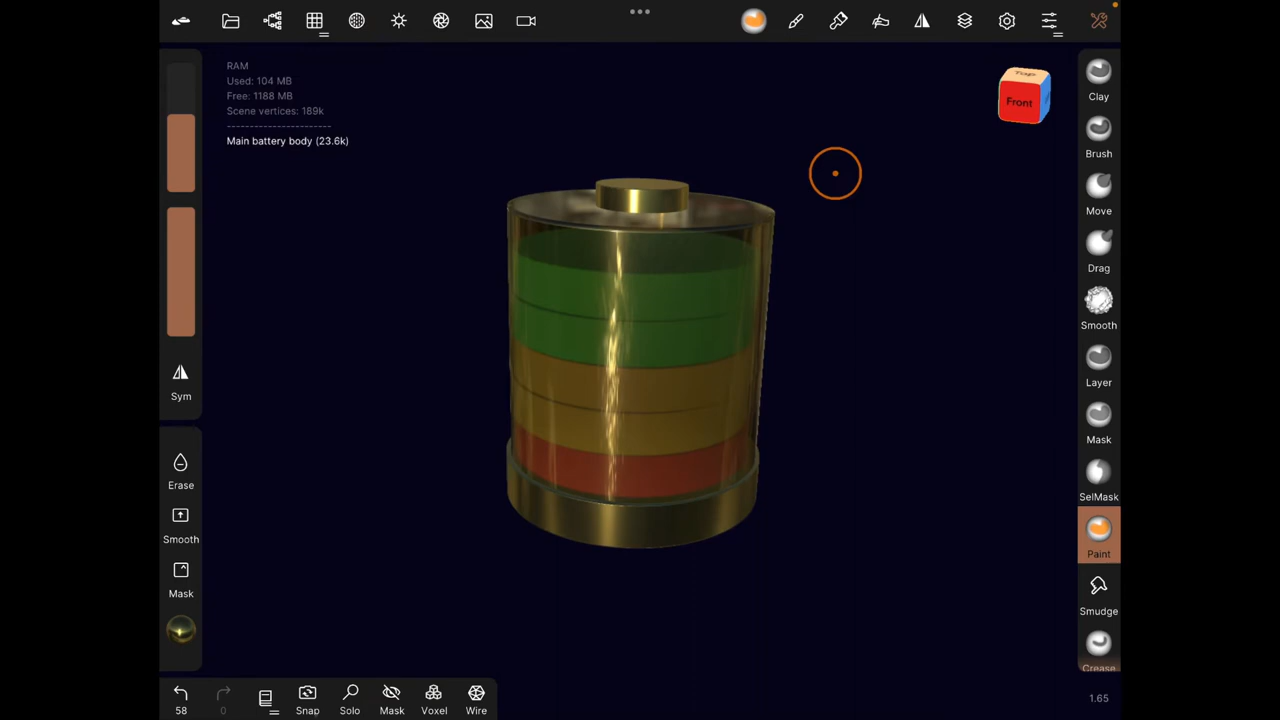 RAM
Used: 104 MB
Free: 1188 MB
Scene vertices: 189k
Main battery body (23.6k)
Top
Front
Clay
Brush
Move
Drag
Smooth
Layer
Mask
SelMask
Paint
Smudge
Crease
Sym
Erase
Smooth
Mask
58
0
Snap
Solo
Mask
Voxel
Wire
1.65